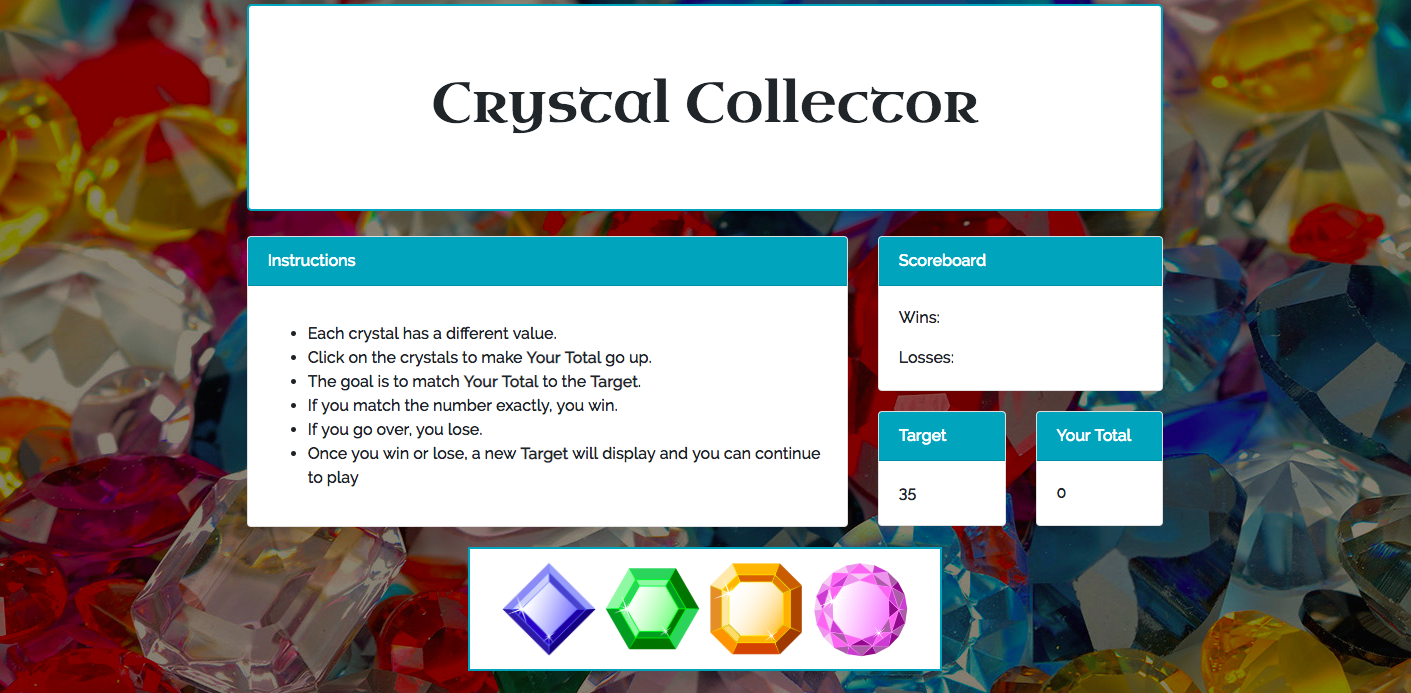 Crystal Collector
Instructions
Each crystal has a different value.
Click on the crystals to make Your Total go up.
The goal is to match Your Total to the Target.
If you match the number exactly, you win.
If you go over, you lose.
Once you win or lose, a new Target will display and you can continue
to play
Scoreboard
Wins:
Losses:
Target
35
Your Total
0